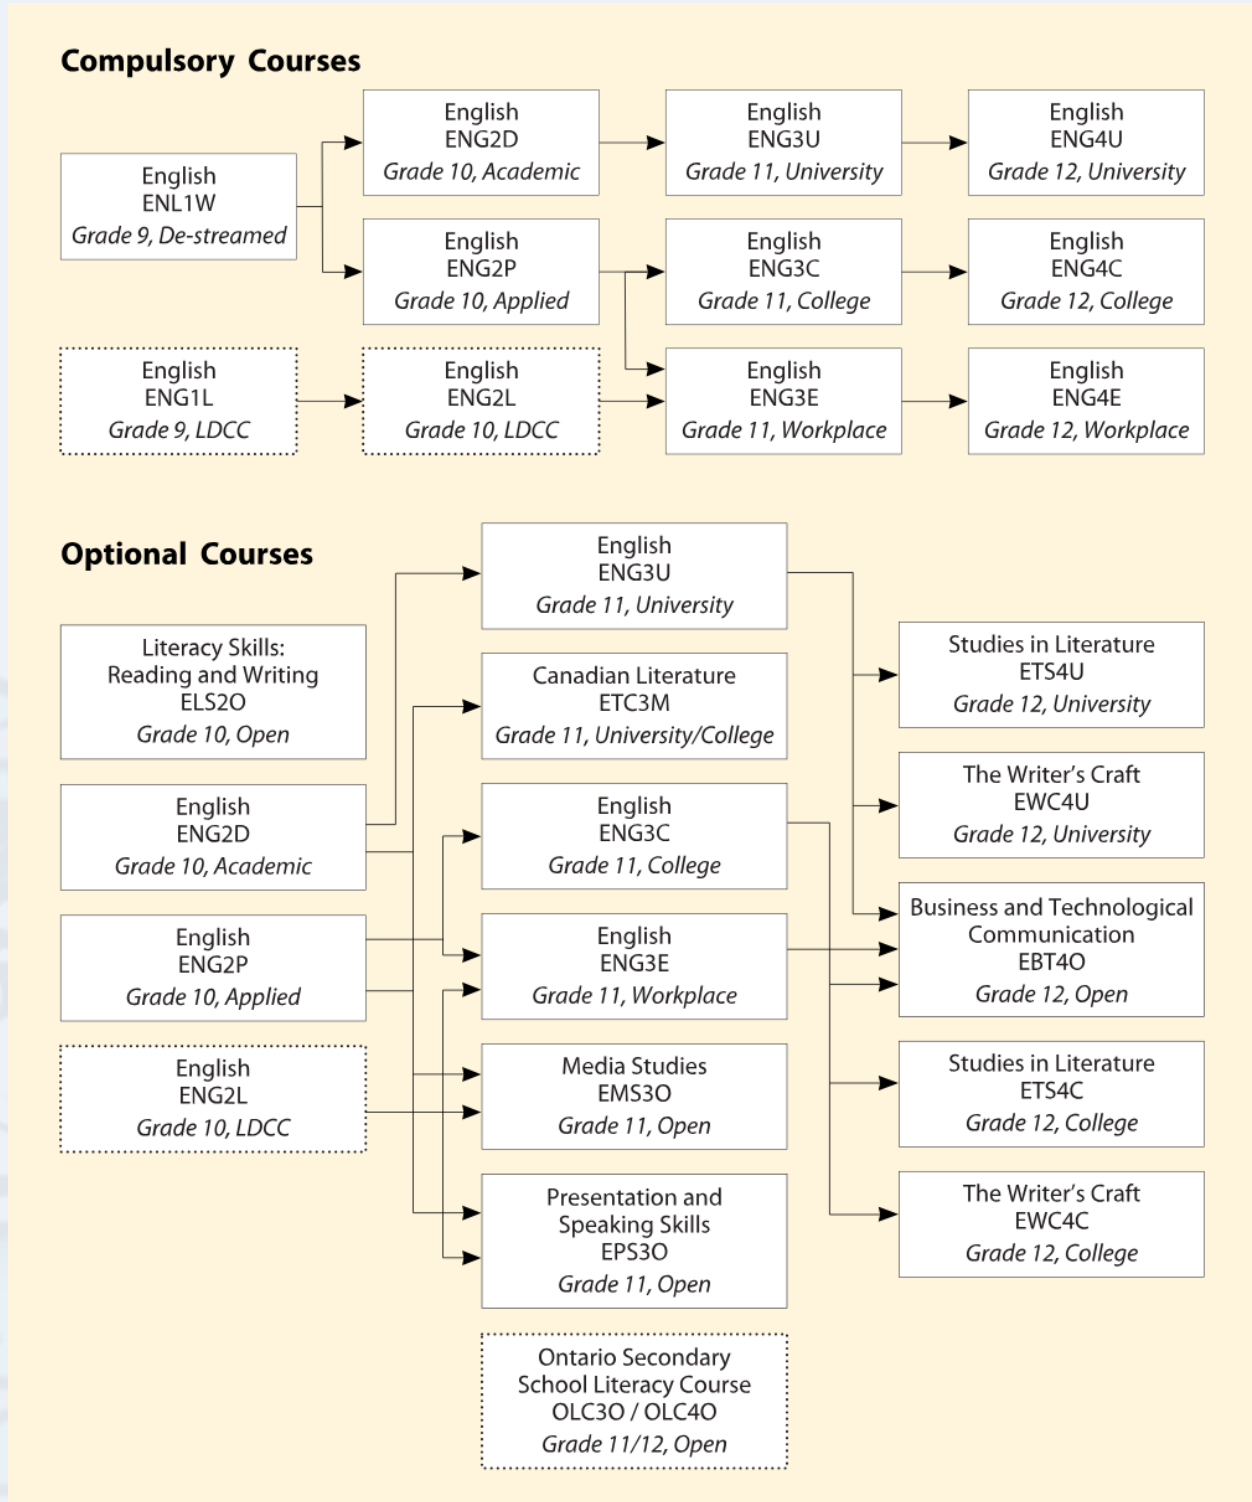 Compulsory Courses
English
ENL1W
Grade 9, De-streamed
English
ENG2D
Grade 10, Academic
English
ENG3U
Grade 11, University
English
ENG4U
Grade 12, University
English
ENG2P
Grade 10, Applied
English
ENG3C
Grade 11, College
English
ENG4C
Grade 12, College
English
ENG1L
Grade 9, LDCC
English
ENG2L
Grade 10, LDCC
English
ENG3E
Grade 11, Workplace
English
ENG4E
Grade 12, Workplace
Optional Courses
Literacy Skills:
Reading and Writing
ELS2O
Grade 10, Open
English
ENG2D
Grade 10, Academic
English
ENG2P
Grade 10, Applied
English
ENG2L
Grade 10, LDCC
English
ENG3U
Grade 11, University
Canadian Literature
ETC3M
Grade 11, University/College
English
ENG3C
Grade 11, College
English
ENG3E
Grade 11, Workplace
Media Studies
EMS3O
Grade 11, Open
Presentation and
Speaking Skills
EPS3O
Grade 11, Open
Ontario Secondary
School Literacy Course
OLC3O / OLC4O
Grade 11/12, Open
Studies in Literature
ETS4U
Grade 12, University
The Writer’s Craft
EWC4U
Grade 12, University
Business and Technological
Communication
EBT4O
Grade 12, Open
Studies in Literature
ETS4C
Grade 12, College
The Writer’s Craft
EWC4C
Grade 12, College